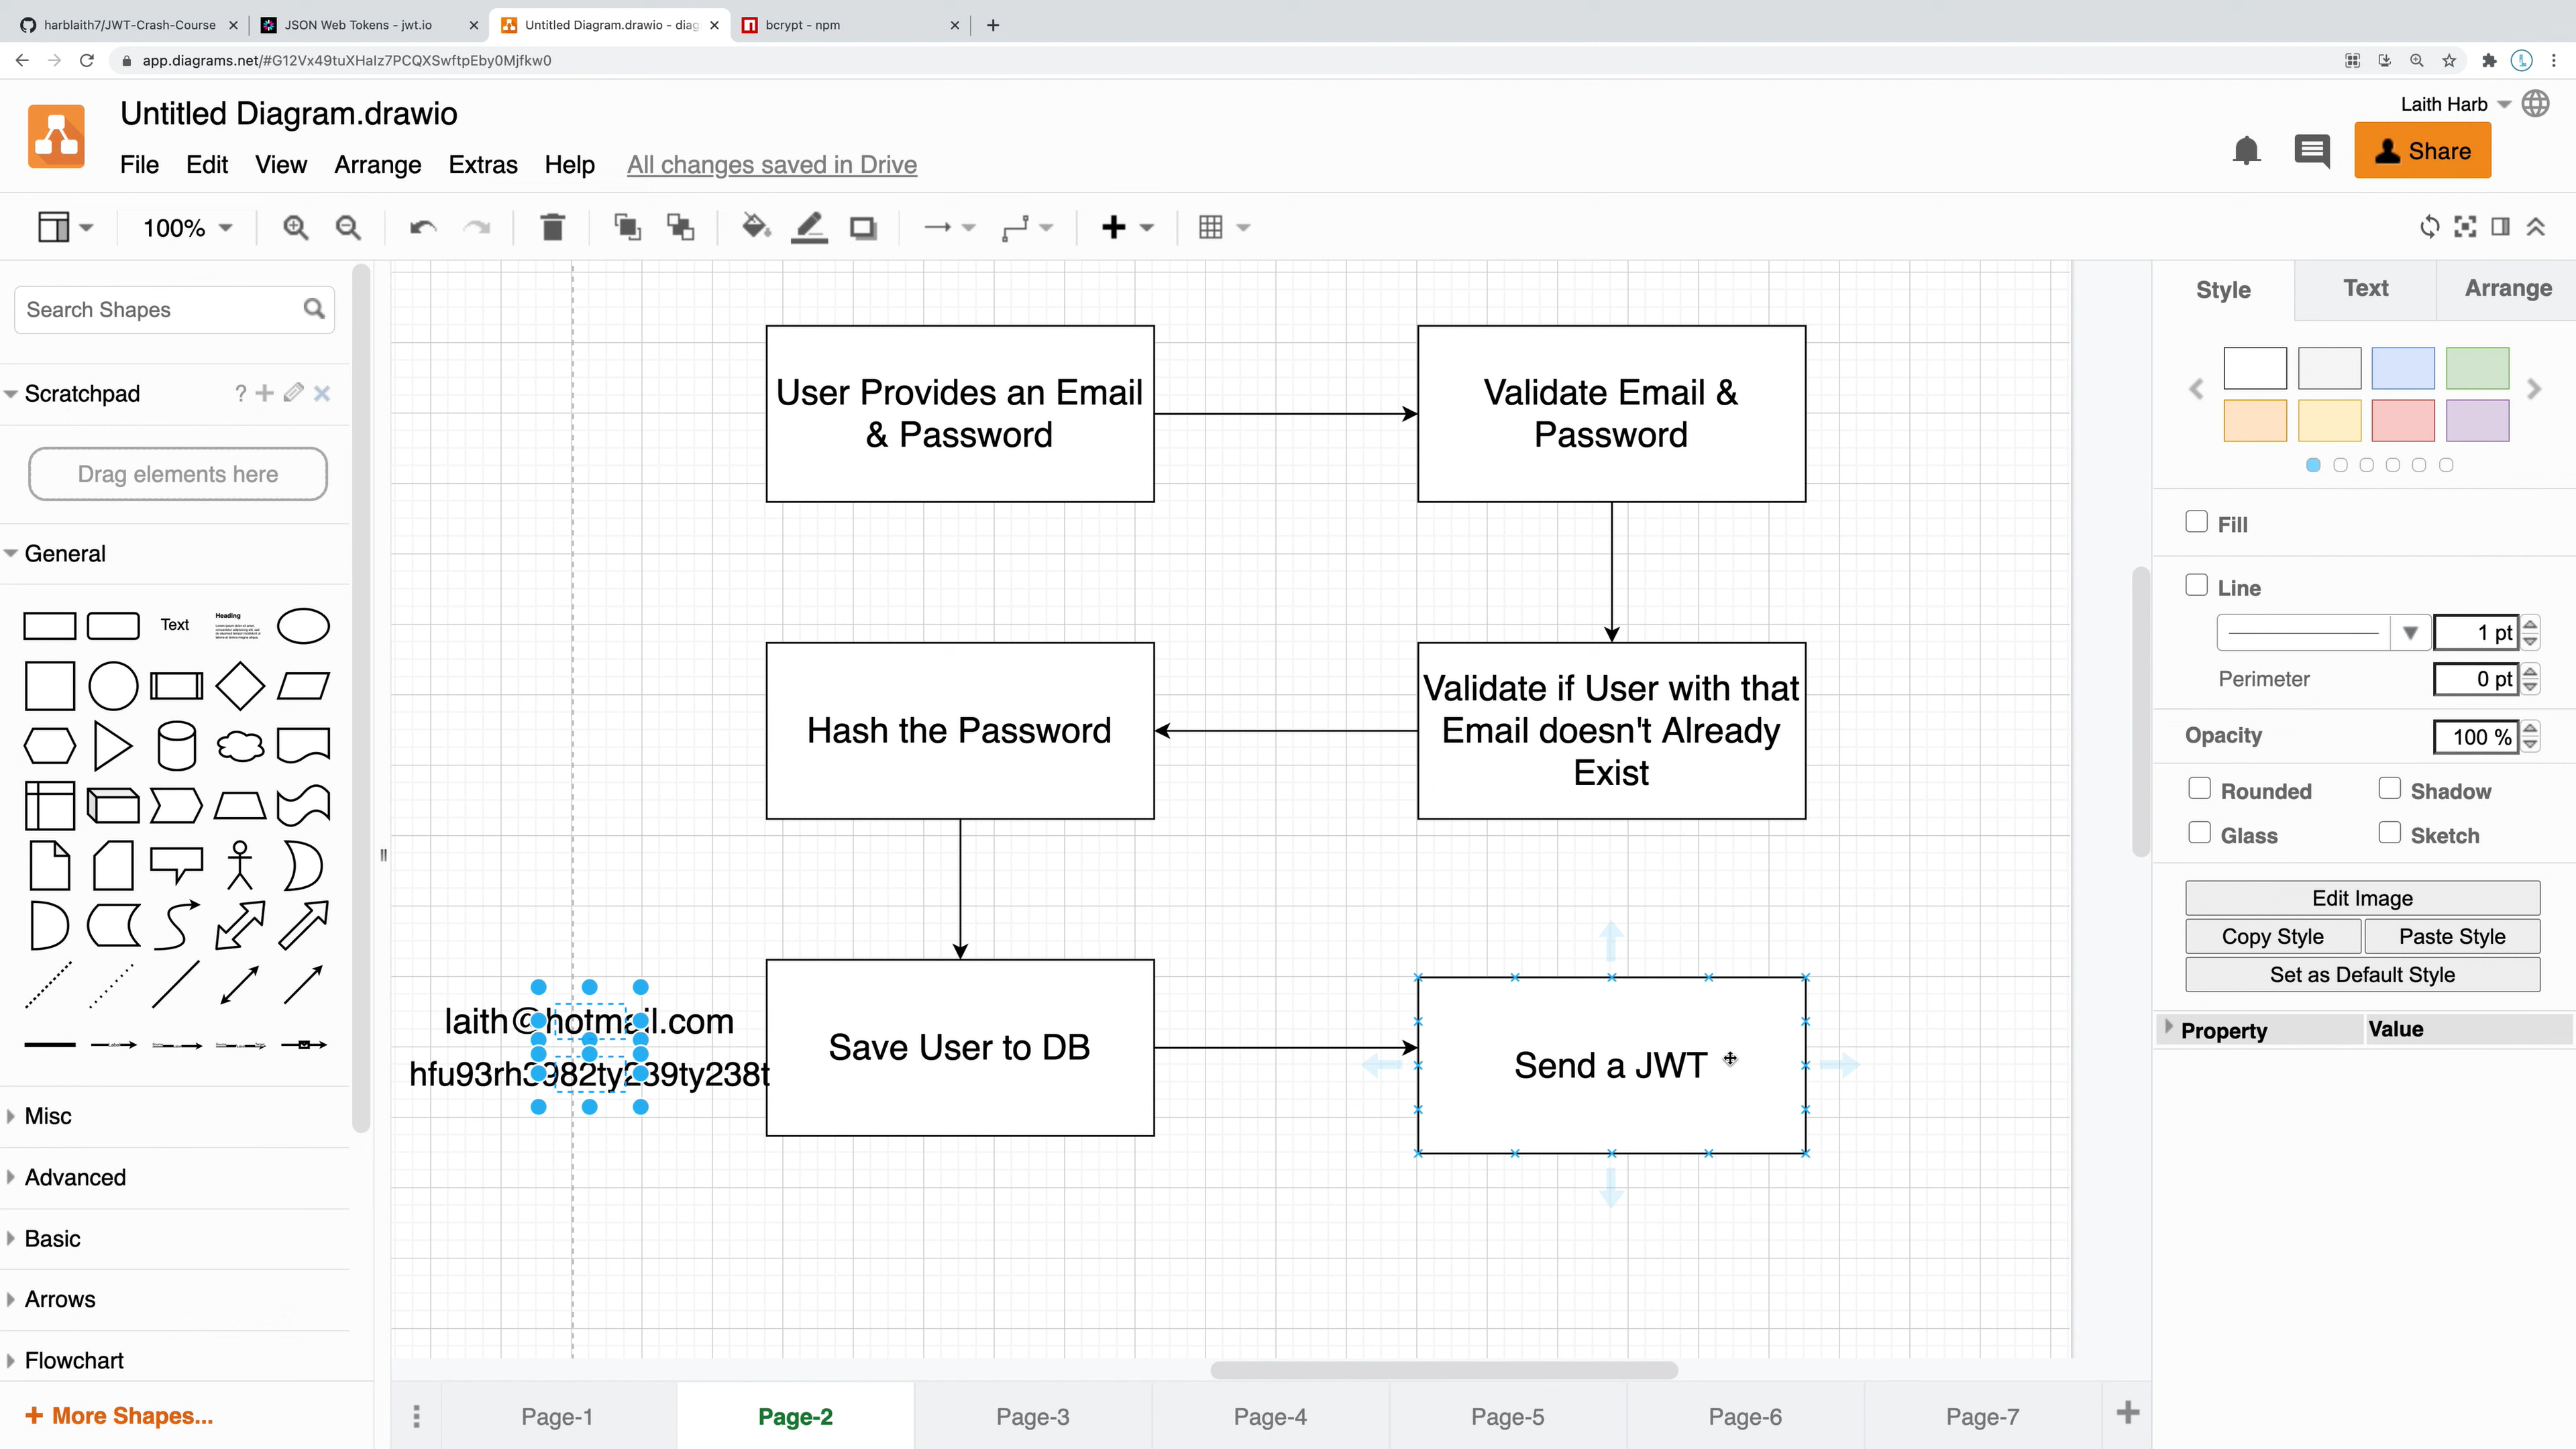 harblaith7/JWT-Crash-Course
JSON Web Tokens - jwt.io
Untitled Diagram.drawio - diag
bcrypt - npm
app.diagrams.net/#G12Vx49tuXHaIz7PCQXSwftpEby0Mjfkw0
Untitled Diagram.drawio
Laith Harb
File Edit View Arrange Extras Help All changes saved in Drive
Share
100%
Search Shapes
Scratchpad
?
Drag elements here
General
Text
Heading
Misc
Advanced
Basic
Arrows
Flowchart
+ More Shapes...
User Provides an Email
& Password
Validate Email &
Password
Hash the Password
Validate if User with that
Email doesn't Already
Exist
laith@hotmail.com
hfu93rh3982ty239ty238t
Save User to DB
Send a JWT
Page-1
Page-2
Page-3
Page-4
Page-5
Page-6
Page-7
Style Text Arrange
Fill
Line
1 pt
Perimeter
0 pt
Opacity
100 %
Rounded
Shadow
Glass
Sketch
Edit Image
Copy Style
Paste Style
Set as Default Style
Property
Value